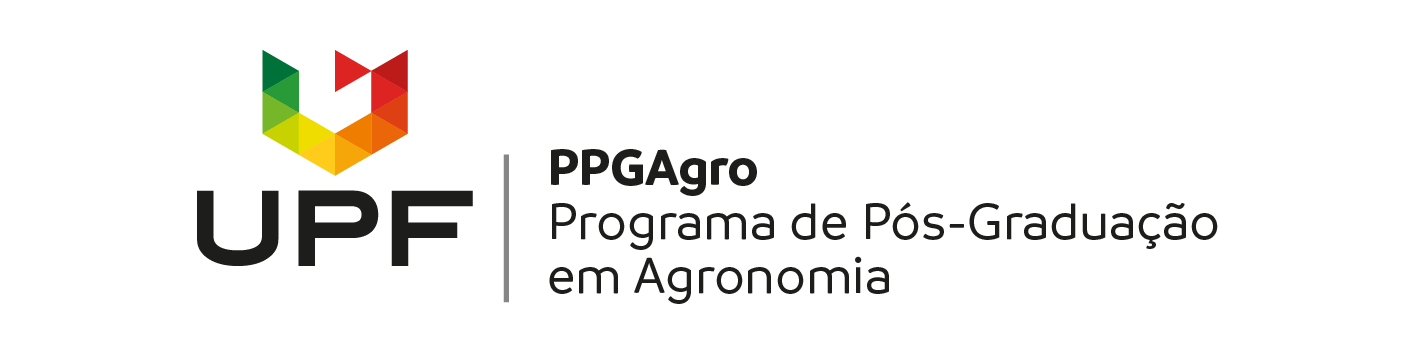 UPF
PPGAgro
Programa de Pós-Graduação
em Agronomia